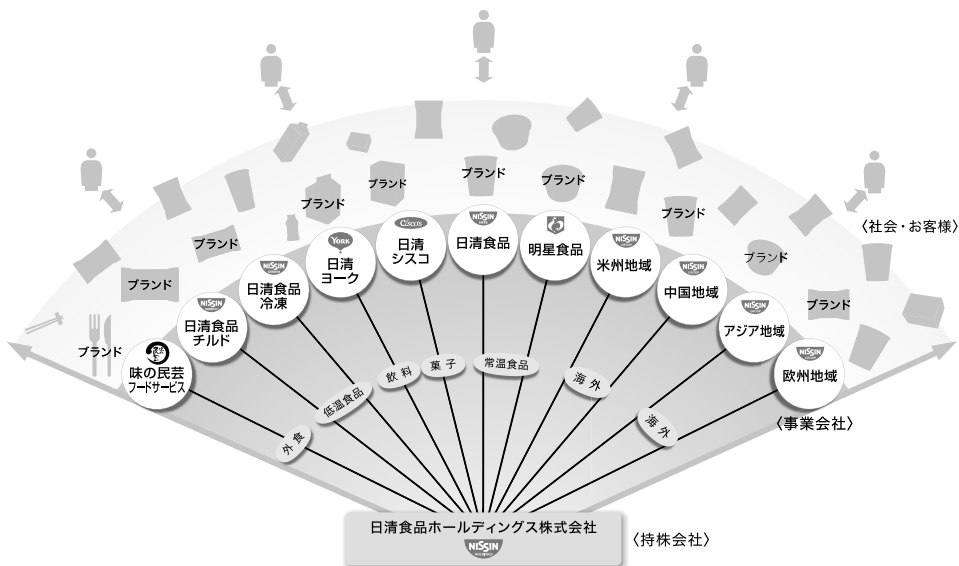 ブランド
ブランド
ブランド
ブランド
ブランド
ブランド
ブランド
ブランド
ブランド
ブランド
〈社会・お客様〉
味の民芸
フードサービス
NISSIN
日清食品
チルド
NISSIN
日清食品
冷凍
YORK
日清
ヨーク
Cisco's
日清
シスコ
NISSIN
日清食品
明星食品
NISSIN
米州地域
NISSIN
中国地域
NISSIN
アジア地域
NISSIN
欧州地域
〈事業会社〉
外食
低温食品
飲料
菓子
常温食品
海外
海外
日清食品ホールディングス株式会社
NISSIN
HOLDINGS
〈持株会社〉